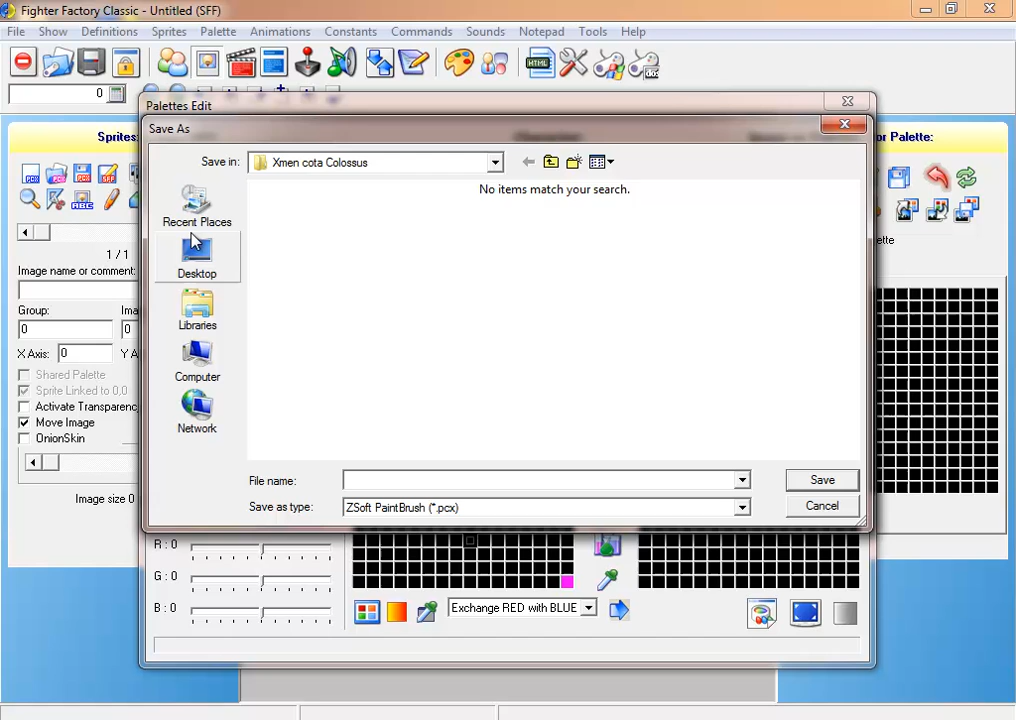 Fighter Factory Classic - Untitled (SFF)
File Show Definitions Sprites Palette Animations Constants Commands Sounds Notepad Tools Help
0
Palettes Edit
Save As
Sprites:
or Palette:
Save in: Xmen cota Colossus
No items match your search.
Recent Places
Desktop
Libraries
Computer
Network
1 / 1
Image name or comment:
Group: Ima
0 0
X Axis: 0 Y A
Shared Palette
Sprite Linked to 0,0
Activate Transparenc
Move Image
OnionSkin
Image size 0
File name: Save
Save as type: ZSoft PaintBrush (*.pcx) Cancel
R : 0
G : 0
B : 0
Exchange RED with BLUE